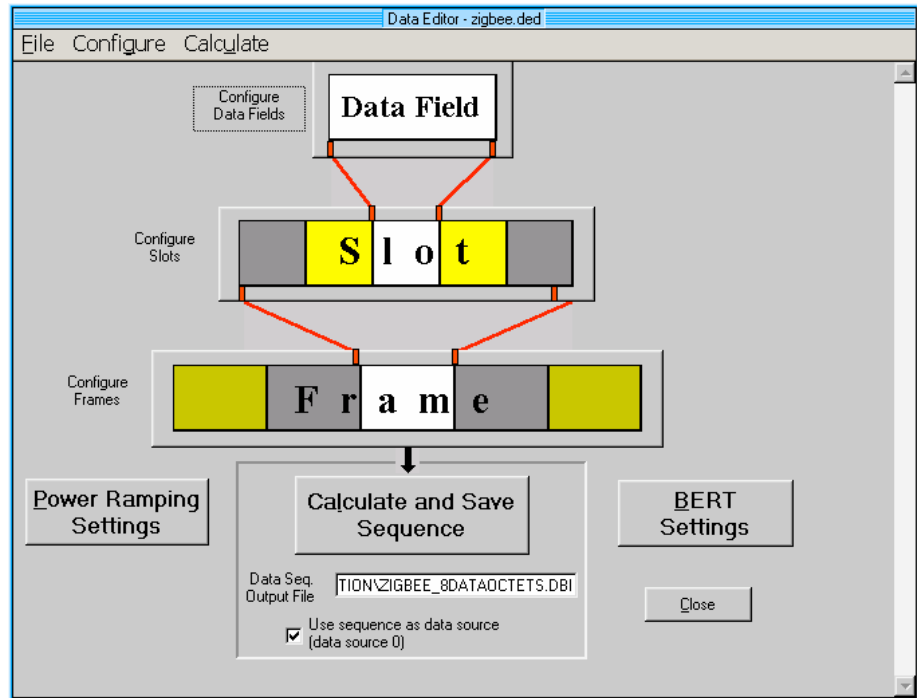 Data Editor - zigbee.ded
File Configure Calculate
Configure
Data Fields
Data Field
Configure
Slots
Slot
Configure
Frames
Frame
Power Ramping
Settings
Calculate and Save
Sequence
BERT
Settings
Data Seq.
Output File
TION\ZIGBEE_8DATAOCTETS.DBI
Close
Use sequence as data source
(data source 0)